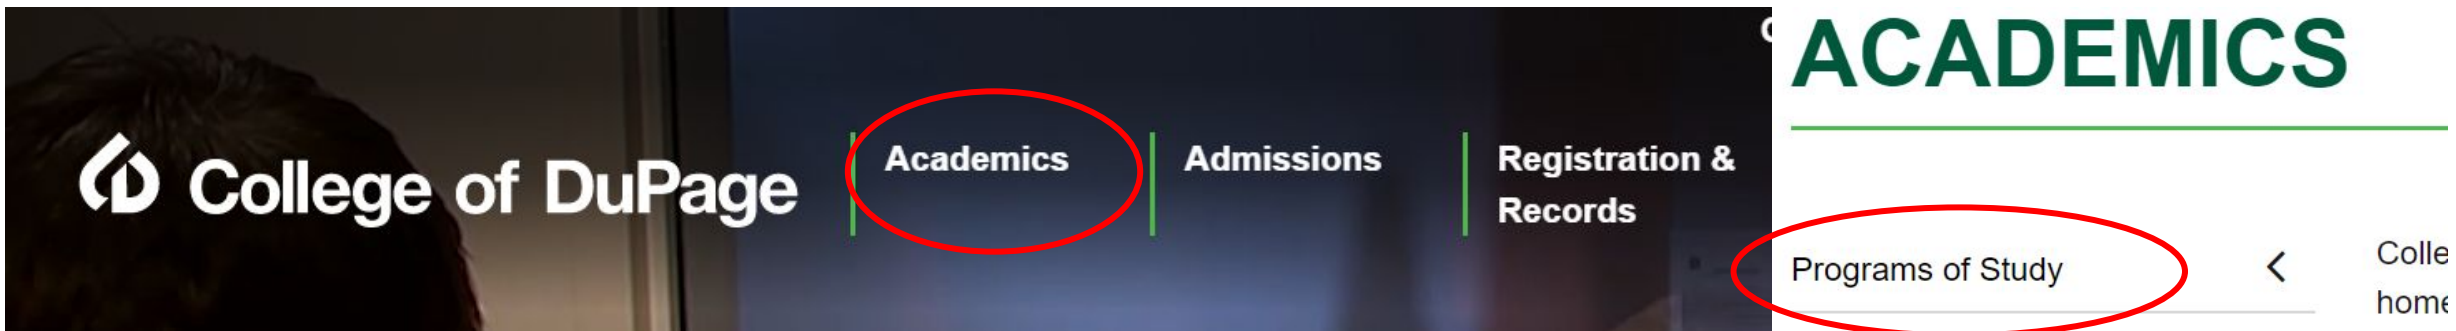 College of DuPage
Academics
Admissions
Registration &
Records
ACADEMICS
Programs of Study